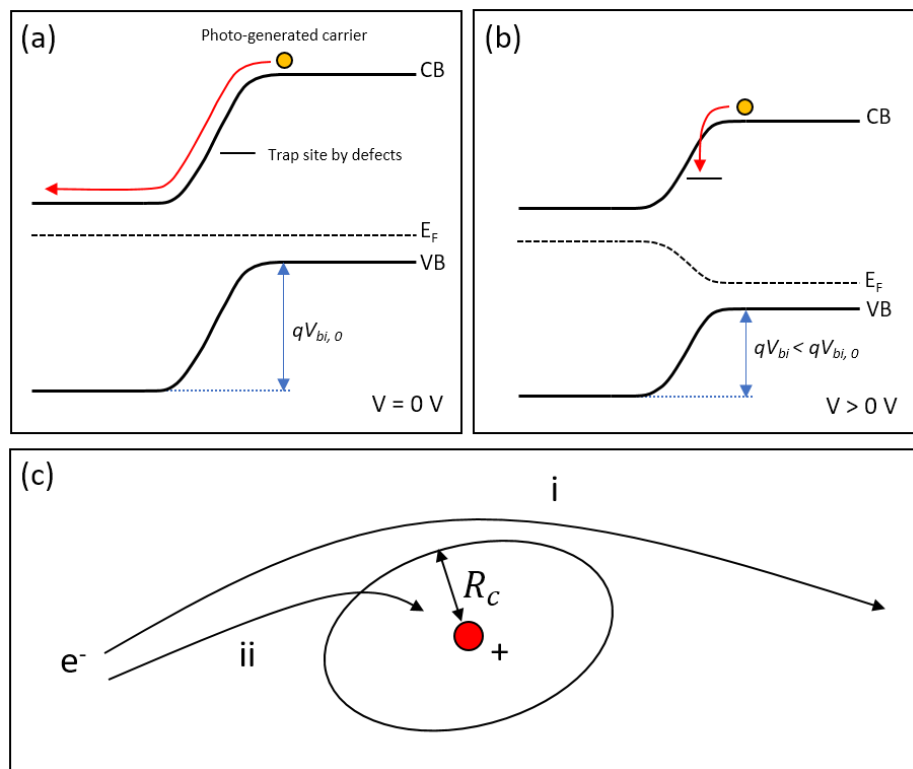 (a)
Photo-generated carrier
CB
Trap site by defects
E_F
VB
qV_bi, 0
V = 0 V
(b)
CB
E_F
VB
qV_bi < qV_bi, 0
V > 0 V
(c)
i
R_c
e-
ii
+